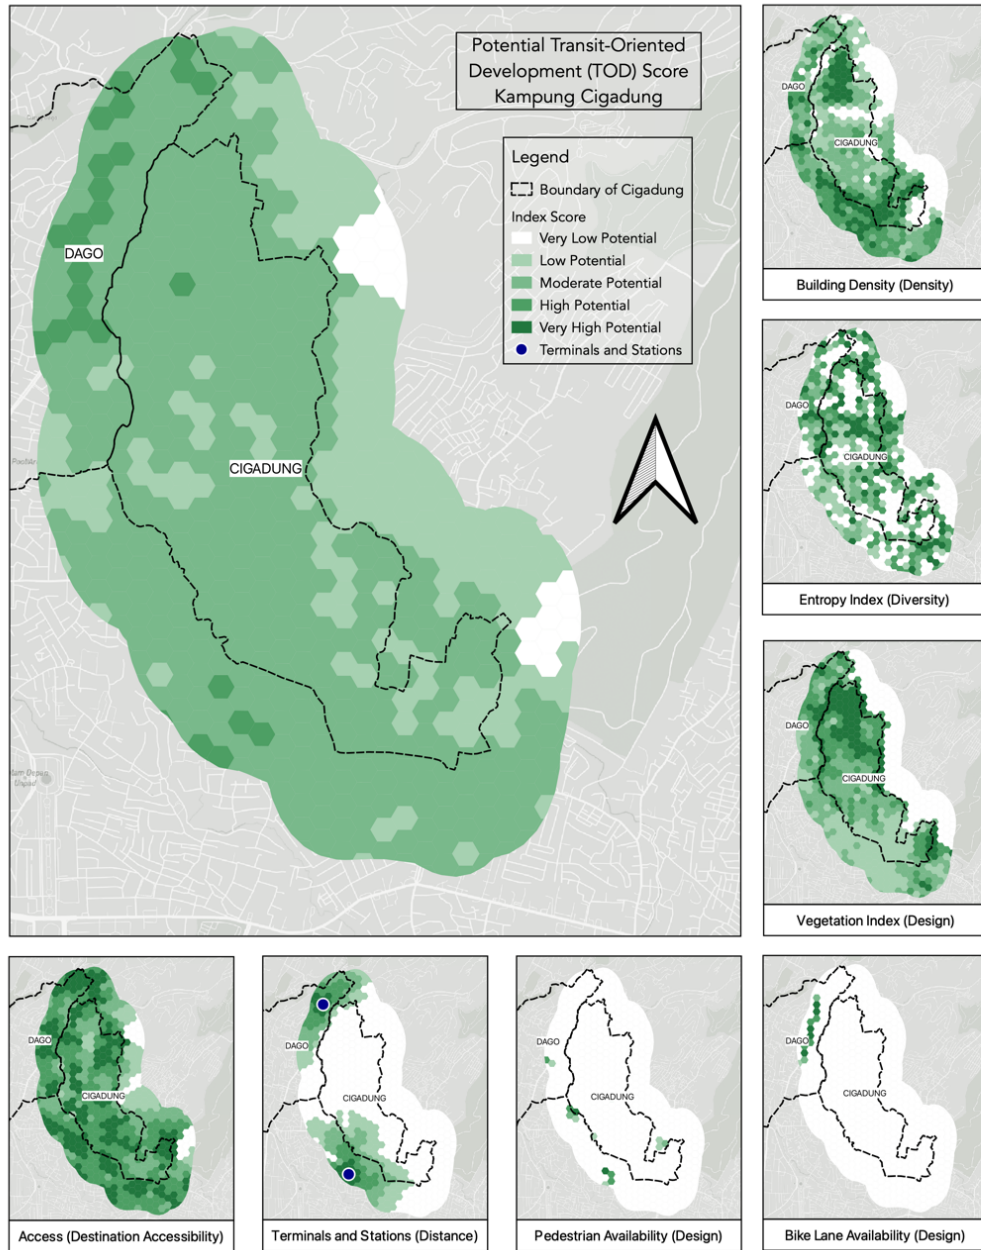 Potential Transit-Oriented
Development (TOD) Score
Kampung Cigadung
Legend
Boundary of Cigadung
Index Score
Very Low Potential
Low Potential
Moderate Potential
High Potential
Very High Potential
Terminals and Stations
DAGO
CIGADUNG
DAGO
CIGADUNG
Building Density (Density)
DAGO
CIGADUNG
Entropy Index (Diversity)
DAGO
CIGADUNG
Vegetation Index (Design)
DAGO
CIGADUNG
Access (Destination Accessibility)
DAGO
CIGADUNG
Terminals and Stations (Distance)
DAGO
CIGADUNG
Pedestrian Availability (Design)
DAGO
CIGADUNG
Bike Lane Availability (Design)